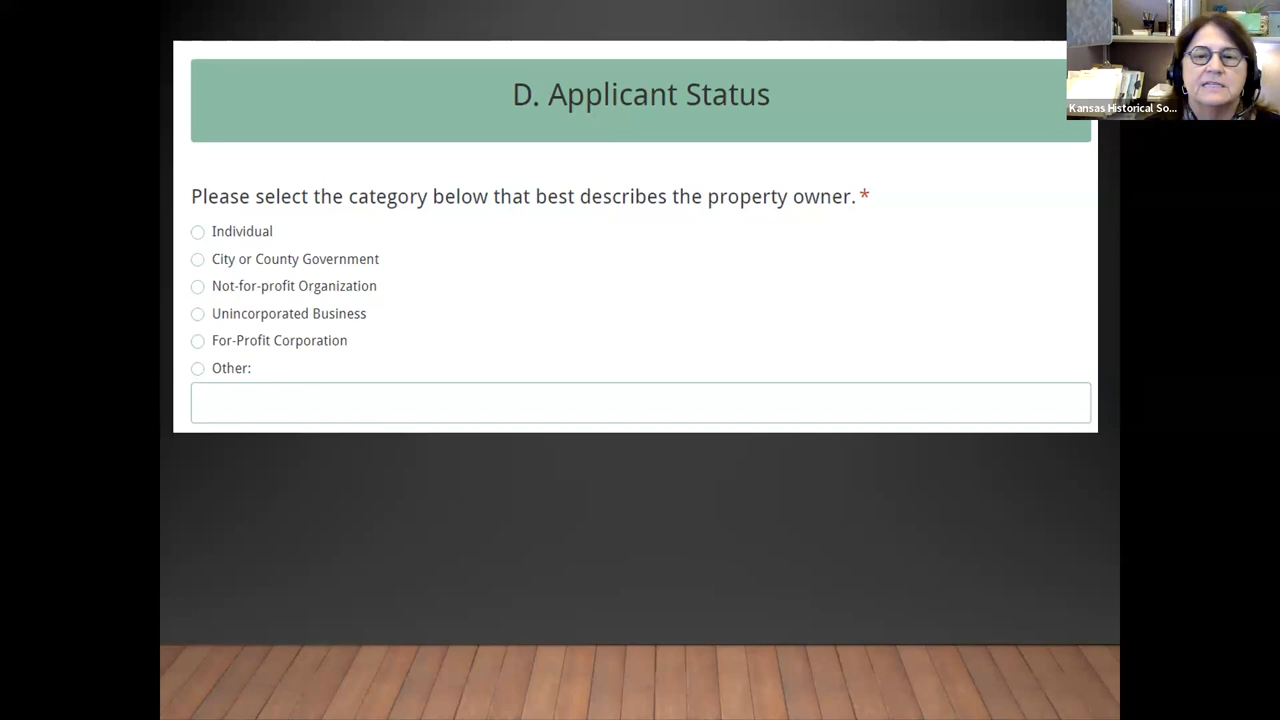 D. Applicant Status
Kansas Historical So...
Please select the category below that best describes the property owner. *
Individual
City or County Government
Not-for-profit Organization
Unincorporated Business
For-Profit Corporation
Other: